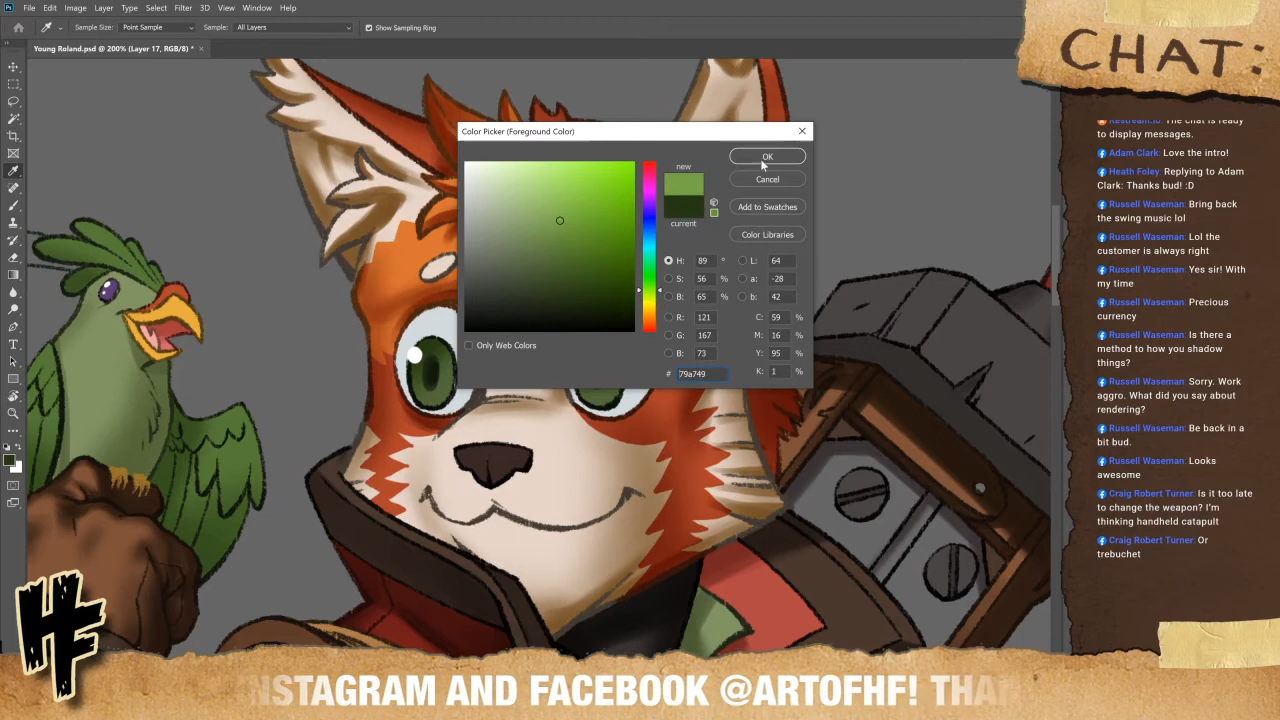 Ps File Edit Image Layer Type Select Filter 3D View Window Help
Sample Size: Point Sample Sample: All Layers Show Sampling Ring
Young Roland.psd @ 200% (Layer 17, RGB/8) * ×
Color Picker (Foreground Color)
new
current
OK
Cancel
Add to Swatches
Color Libraries
H: 89 ° L: 64
S: 56 % a: -28
B: 65 % b: 42
R: 121 C: 59 %
G: 167 M: 16 %
B: 73 Y: 95 %
# 79a749 K: 1 %
Only Web Colors
CHAT:
Restream.io: The chat is ready
to display messages.
Adam Clark: Love the intro!
Heath Foley: Replying to Adam
Clark: Thanks bud! :D
Russell Waseman: Bring back
the swing music lol
Russell Waseman: Lol the
customer is always right
Russell Waseman: Yes sir! With
my time
Russell Waseman: Precious
currency
Russell Waseman: Is there a
method to how you shadow
things?
Russell Waseman: Sorry. Work
aggro. What did you say about
rendering?
Russell Waseman: Be back in a
bit bud.
Russell Waseman: Looks
awesome
Craig Robert Turner: Is it too late
to change the weapon? I'm
thinking handheld catapult
Craig Robert Turner: Or
trebuchet
HF
NSTAGRAM AND FACEBOOK @ARTOFHF! THA